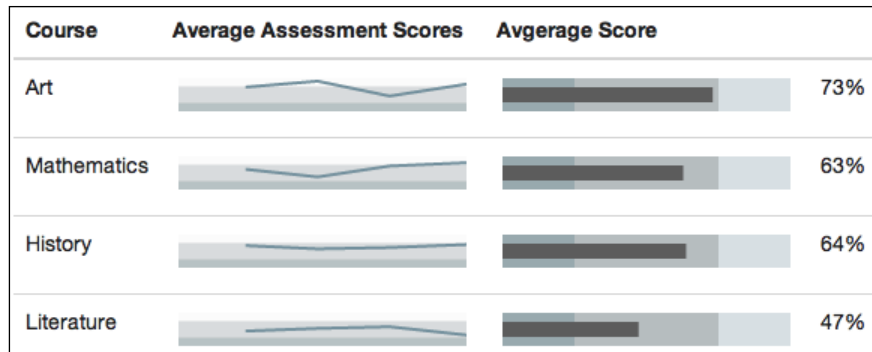 Course Average Assessment Scores Avgerage Score
Art 73%
Mathematics 63%
History 64%
Literature 47%